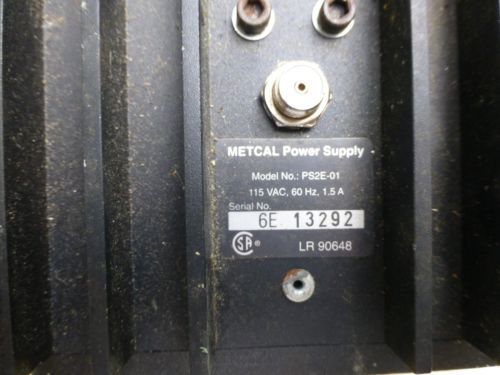 METCAL Power Supply
Model No.: PS2E-01
115 VAC, 60 Hz, 1.5 A
Serial No.
6E 13292
SA ® LR 90648